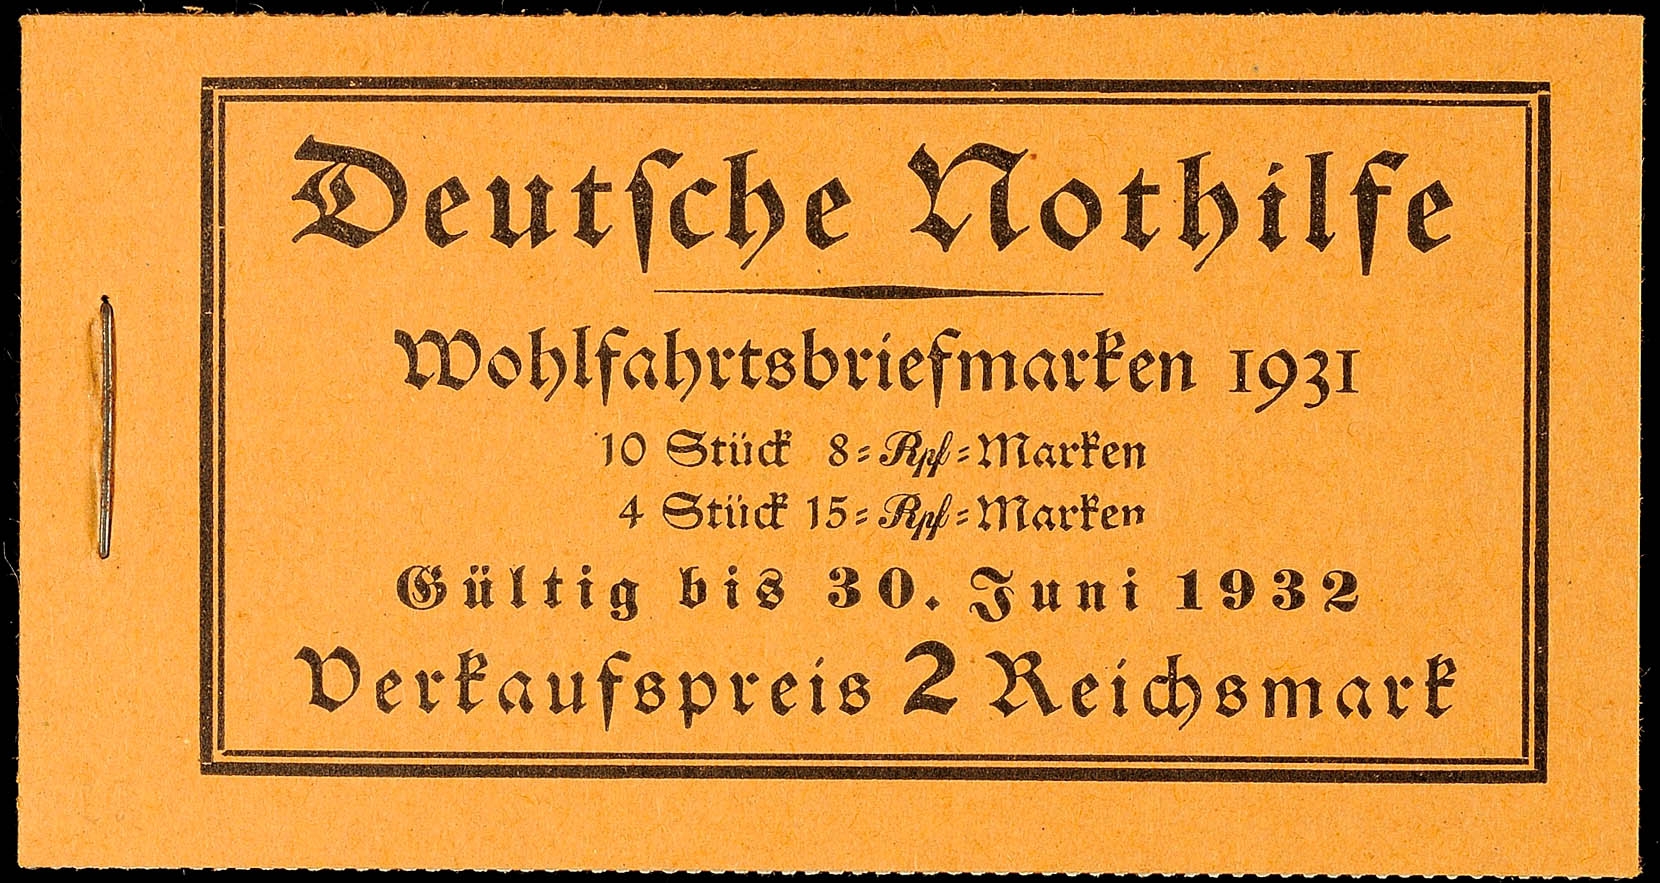 Deutſche Nothilfe
Wohlfahrtsbriefmarken 1931
10 Stück 8=Rpf=Marken
4 Stück 15=Rpf=Marken
Gültig bis 30. Juni 1932
Verkaufspreis 2 Reichsmark